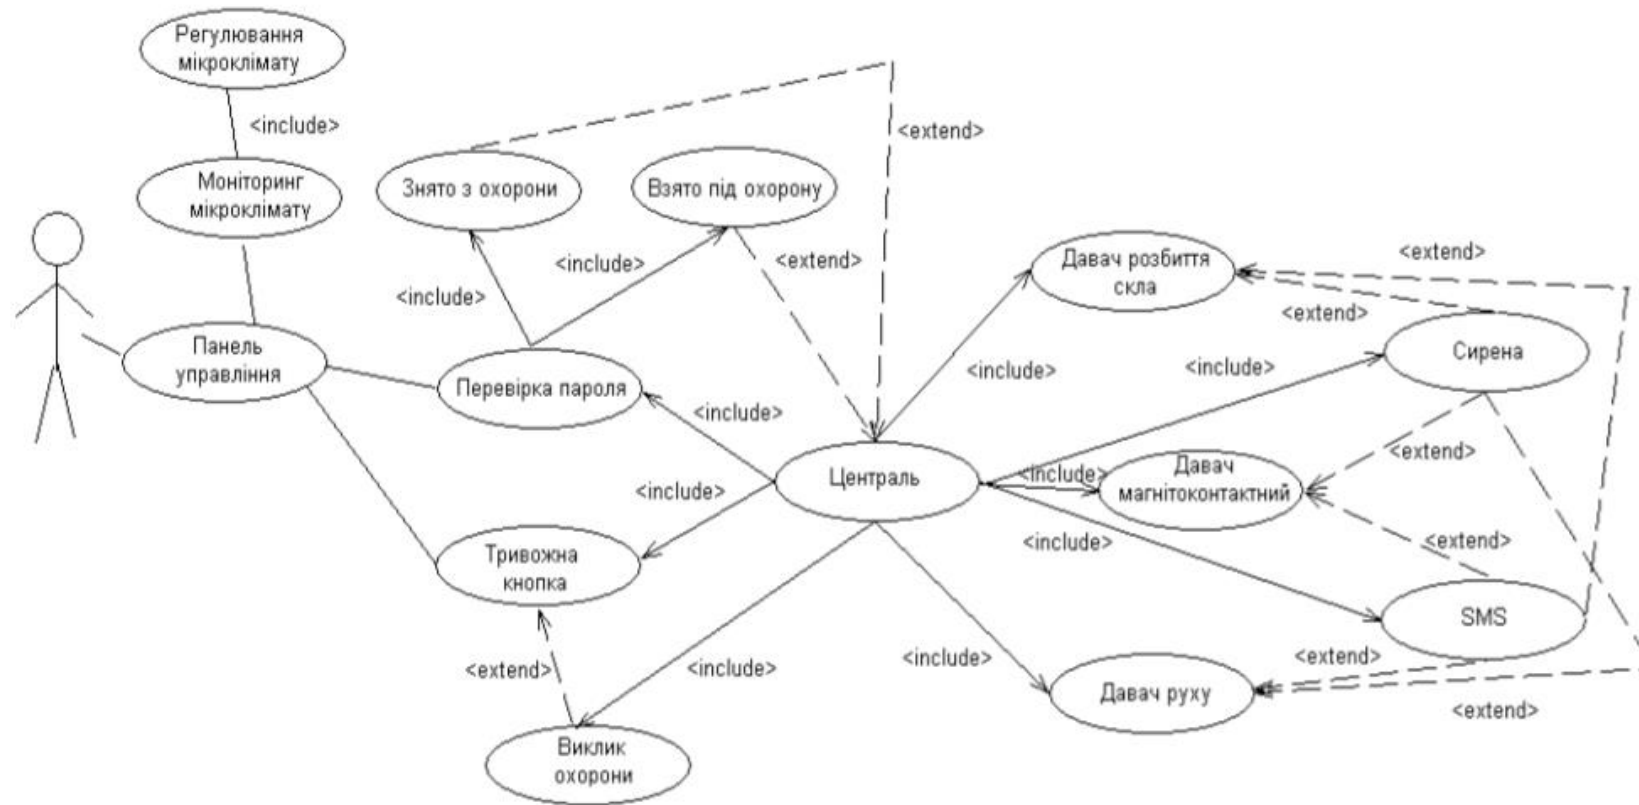 Регулювання
мікроклімату
<include>
Моніторинг
мікроклімату
Знято з охорони
Взято під охорону
<extend>
<include>
<extend>
<include>
Давач розбиття
скла
<extend>
<extend>
Панель
управління
Перевірка пароля
<include>
<include>
<include>
Сирена
Централь
<include>
Давач
магнітоконтактний
<extend>
<include>
Тривожна
кнопка
<include>
<extend>
SMS
<extend>
<include>
<include>
<extend>
Давач руху
<extend>
Виклик
охорони